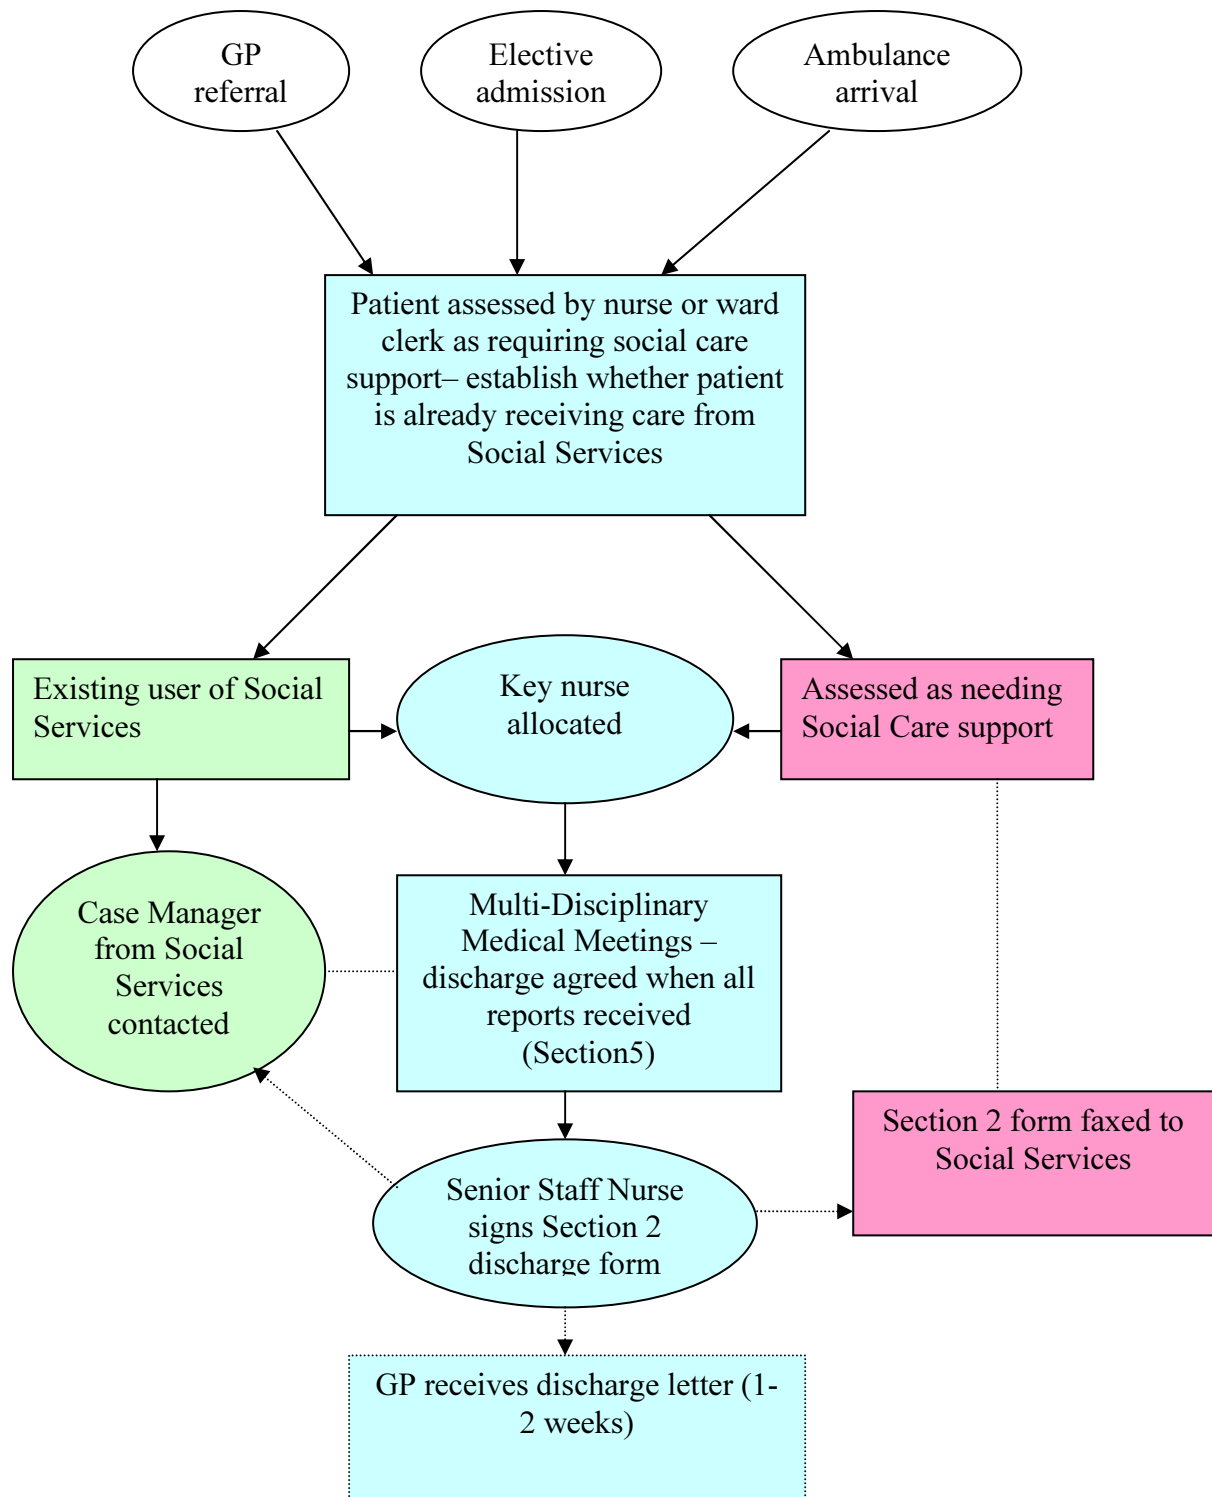 GP
referral
Elective
admission
Ambulance
arrival
Patient assessed by nurse or ward
clerk as requiring social care
support– establish whether patient
is already receiving care from
Social Services
Existing user of Social
Services
Key nurse
allocated
Assessed as needing
Social Care support
Case Manager
from Social
Services
contacted
Multi-Disciplinary
Medical Meetings –
discharge agreed when all
reports received
(Section5)
Section 2 form faxed to
Social Services
Senior Staff Nurse
signs Section 2
discharge form
GP receives discharge letter (1-
2 weeks)